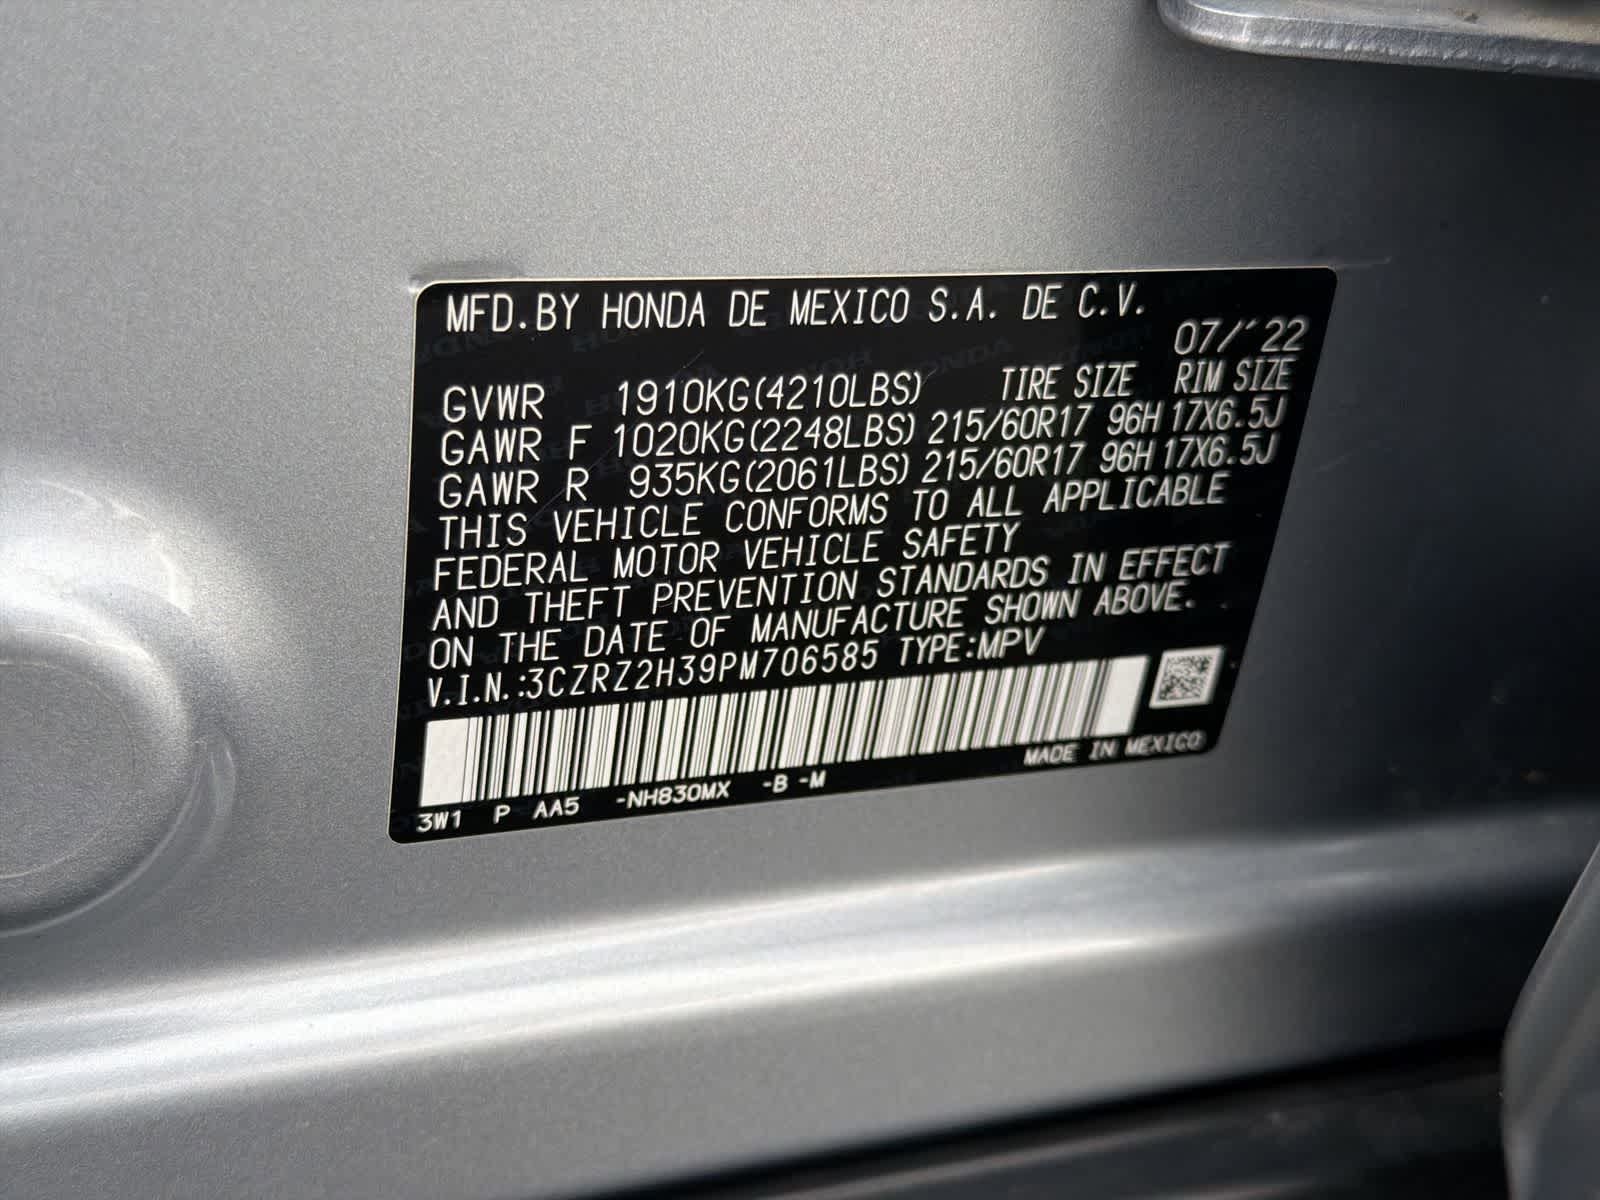 MFD.BY HONDA DE MEXICO S.A. DE C.V.
07/´22
GVWR 1910KG(4210LBS) TIRE SIZE RIM SIZE
GAWR F 1020KG(2248LBS) 215/60R17 96H 17X6.5J
GAWR R 935KG(2061LBS) 215/60R17 96H 17X6.5J
THIS VEHICLE CONFORMS TO ALL APPLICABLE
FEDERAL MOTOR VEHICLE SAFETY
AND THEFT PREVENTION STANDARDS IN EFFECT
ON THE DATE OF MANUFACTURE SHOWN ABOVE.
V.I.N.:3CZRZ2H39PM706585 TYPE:MPV
MADE IN MEXICO
3W1 P AA5 -NH830MX -B -M